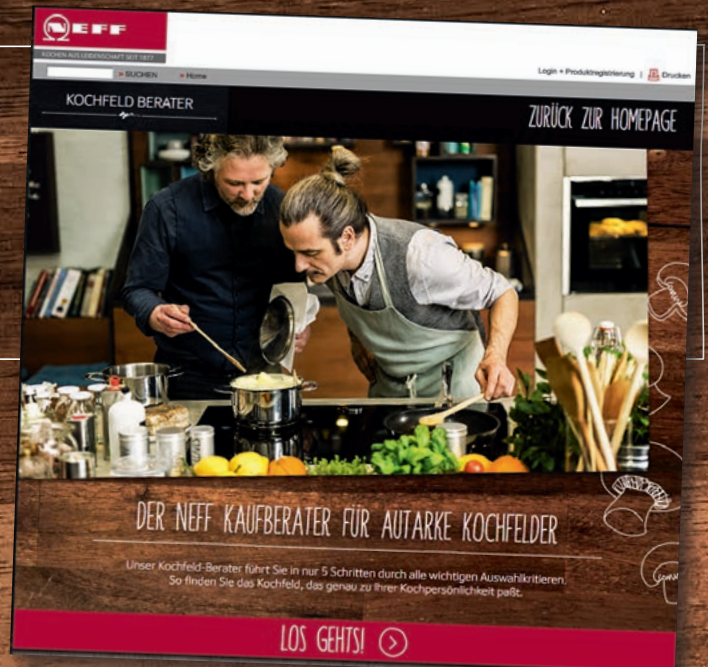 NEFF
KOCHEN AUS LEIDENSCHAFT SEIT 1877
» SUCHEN » Home Login + Produktregistrierung | Drucken
KOCHFELD BERATER
ZURÜCK ZUR HOMEPAGE
DER NEFF KAUFBERATER FÜR AUTARKE KOCHFELDER
Unser Kochfeld-Berater führt Sie in nur 5 Schritten durch alle wichtigen Auswahlkritieren.
So finden Sie das Kochfeld, das genau zu Ihrer Kochpersönlichkeit paßt.
LOS GEHTS!